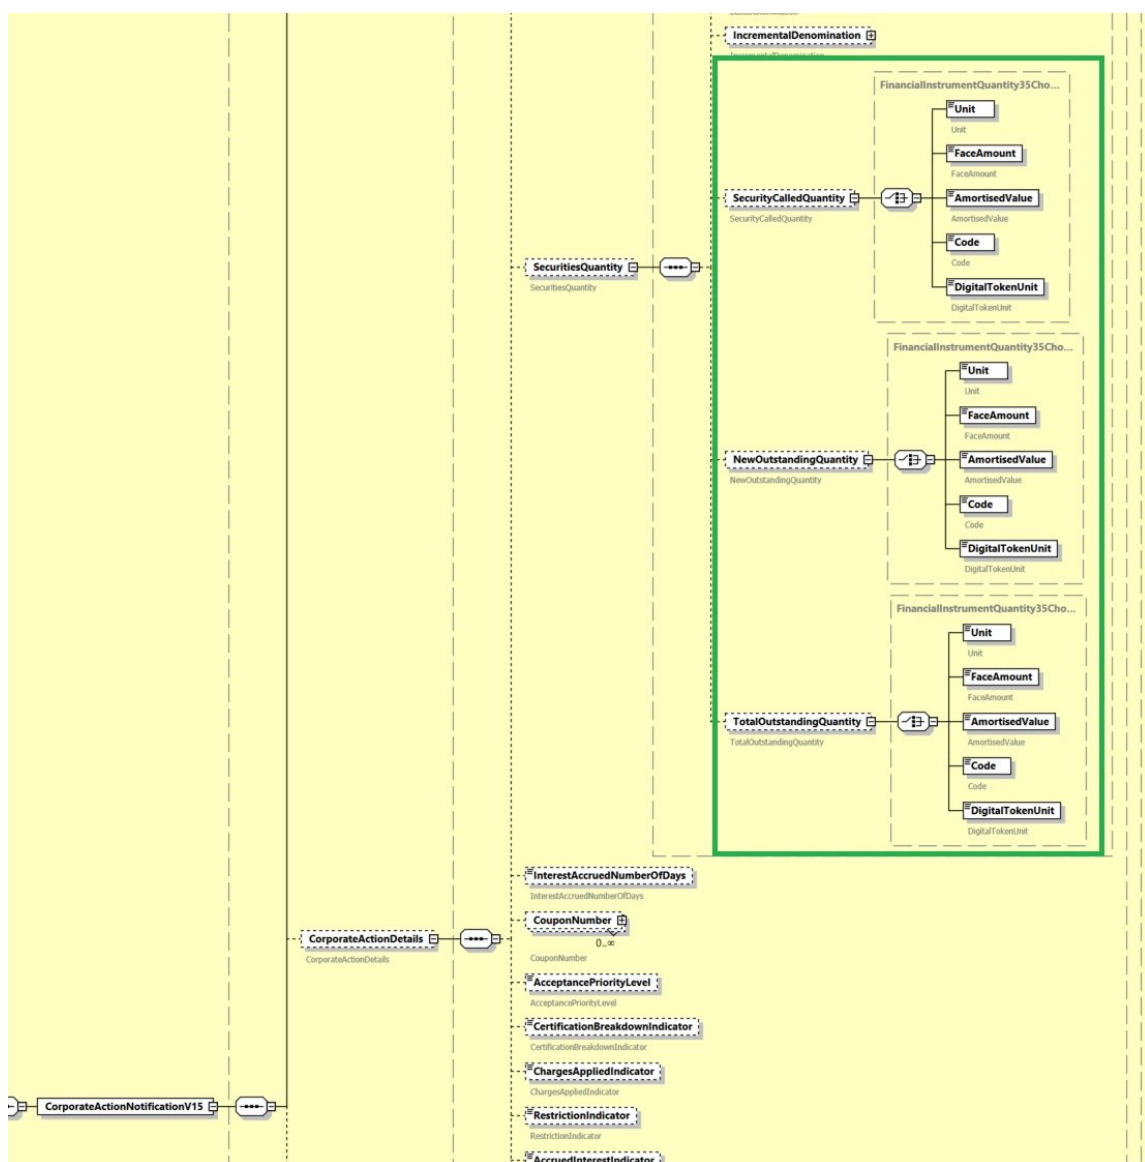 IncrementalDenomination
FinancialInstrumentQuantity35Cho...
Unit
Unit
FaceAmount
FaceAmount
SecurityCalledQuantity
SecurityCalledQuantity
AmortisedValue
AmortisedValue
Code
Code
DigitalTokenUnit
DigitalTokenUnit
SecuritiesQuantity
SecuritiesQuantity
FinancialInstrumentQuantity35Cho...
Unit
Unit
FaceAmount
FaceAmount
NewOutstandingQuantity
NewOutstandingQuantity
AmortisedValue
AmortisedValue
Code
Code
DigitalTokenUnit
DigitalTokenUnit
FinancialInstrumentQuantity35Cho...
Unit
Unit
FaceAmount
FaceAmount
TotalOutstandingQuantity
TotalOutstandingQuantity
AmortisedValue
AmortisedValue
Code
Code
DigitalTokenUnit
DigitalTokenUnit
InterestAccruedNumberOfDays
InterestAccruedNumberOfDays
CouponNumber
0..∞
CouponNumber
CorporateActionDetails
CorporateActionDetails
AcceptancePriorityLevel
AcceptancePriorityLevel
CertificationBreakdownIndicator
CertificationBreakdownIndicator
ChargesAppliedIndicator
ChargesAppliedIndicator
CorporateActionNotificationV15
RestrictionIndicator
RestrictionIndicator
AccruedInterestIndicator